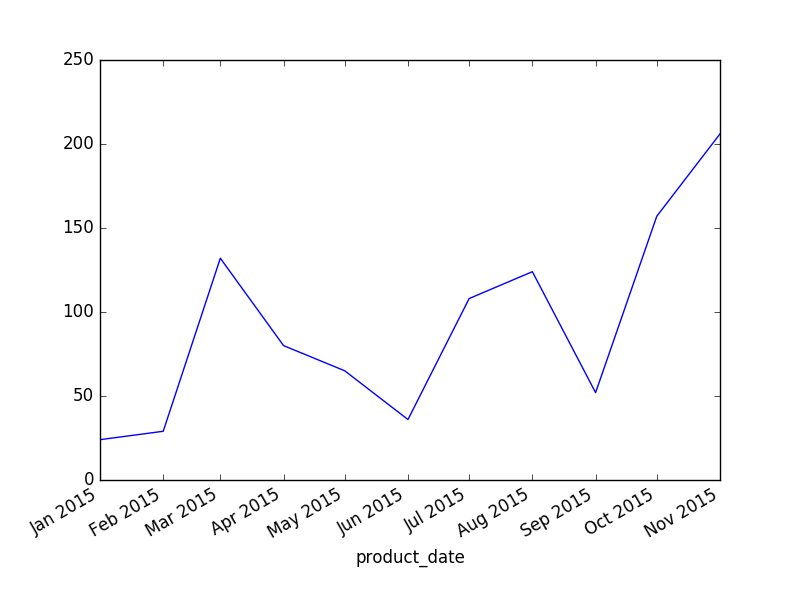 250
200
150
100
50
0
Jan 2015
Feb 2015
Mar 2015
Apr 2015
May 2015
Jun 2015
Jul 2015
Aug 2015
Sep 2015
Oct 2015
Nov 2015
product_date